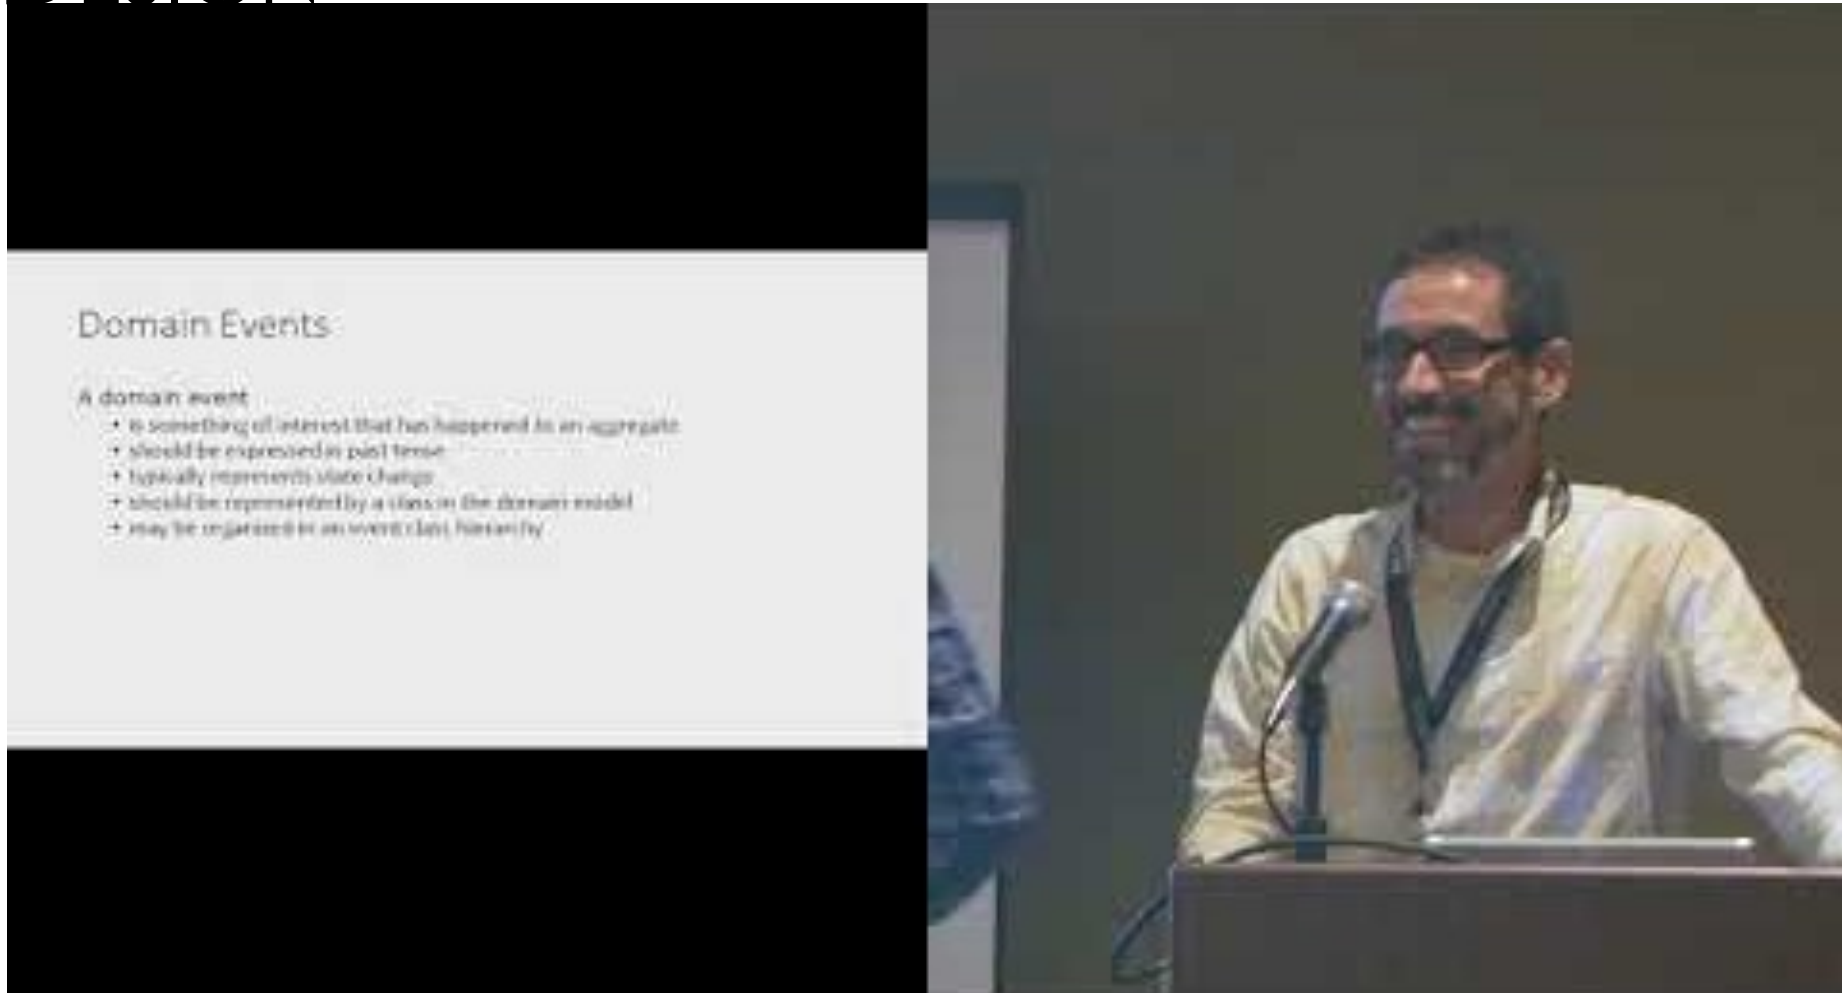 Domain Events
A domain event
• is something of interest that has happened to an aggregate
• should be expressed in past tense
• typically represents state change
• should be represented by a class in the domain model
• may be organized in an event class hierarchy